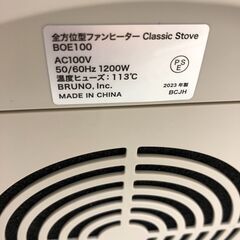 全方位型ファンヒーター Classic Stove
BOE100
AC100V
50/60Hz 1200W
温度ヒューズ：113℃
BRUNO, Inc.
MADE IN CHINA
PSE
2023 年製
BCJH